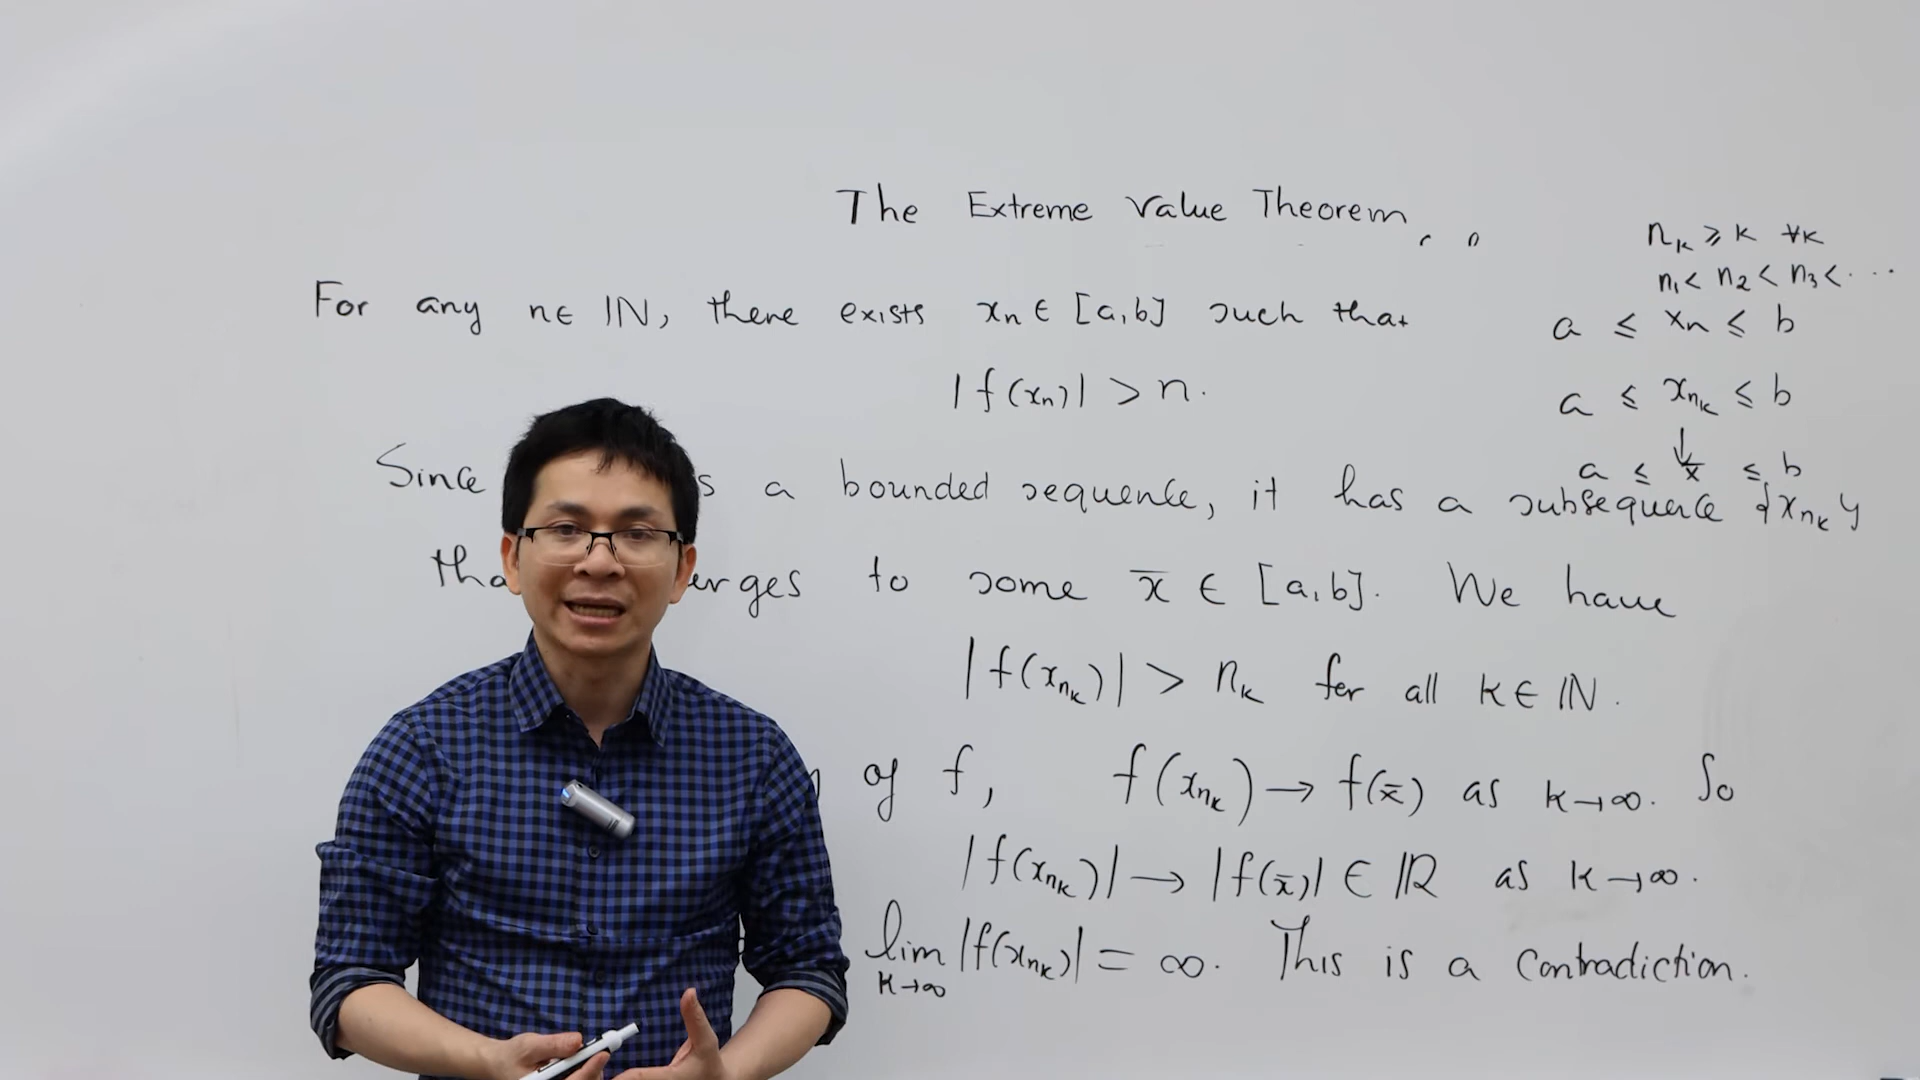 The Extreme Value Theorem
n_k ⩾ k ∀k
n_1 < n_2 < n_3 < ...
For any n ∈ ℕ, there exists x_n ∈ [a,b] such that
a ≤ x_n ≤ b
|f(x_n)| > n.
a ≤ x_{n_k} ≤ b
↓
a ≤ x̄ ≤ b
Since a bounded sequence, it has a subsequence {x_{n_k}}
to some x̄ ∈ [a,b]. We have
|f(x_{n_k})| > n_k for all k ∈ ℕ.
of f, f(x_{n_k}) → f(x̄) as k→∞. So
|f(x_{n_k})| → |f(x̄)| ∈ ℝ as k→∞.
lim_{k→∞} |f(x_{n_k})| = ∞. This is a contradiction.